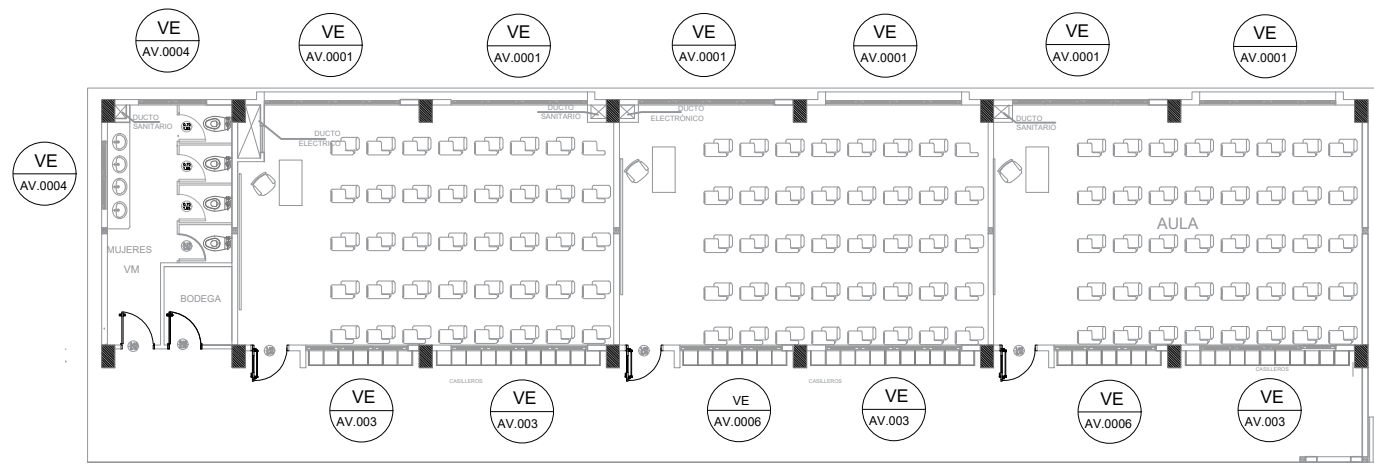 VE
AV.0004
VE
AV.0001
VE
AV.0001
VE
AV.0001
VE
AV.0001
VE
AV.0001
VE
AV.0001
DUCTO
SANITARIO
DUCTO
ELECTRICO
DUCTO
SANITARIO
DUCTO
ELECTRÓNICO
DUCTO
SANITARIO
VE
AV.0004
AULA
MUJERES
VM
BODEGA
CASILLEROS
CASILLEROS
CASILLEROS
VE
AV.003
VE
AV.003
VE
AV.0006
VE
AV.003
VE
AV.0006
VE
AV.003